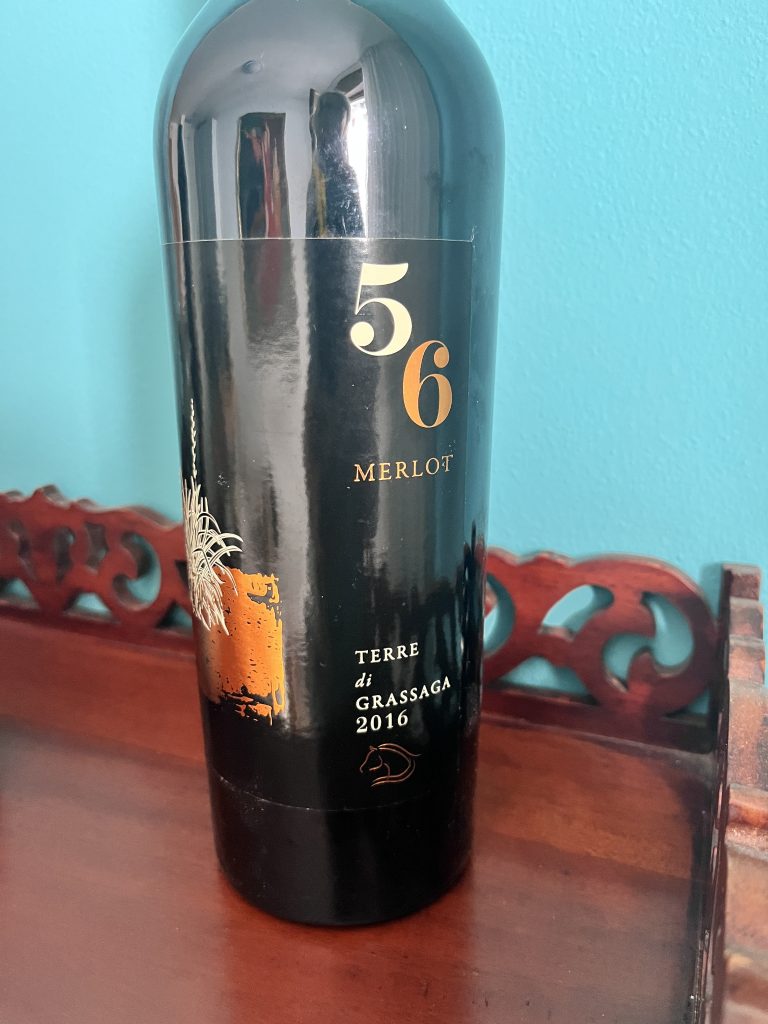 5
6
MERLOT
TERRE
di
GRASSAGA
2016